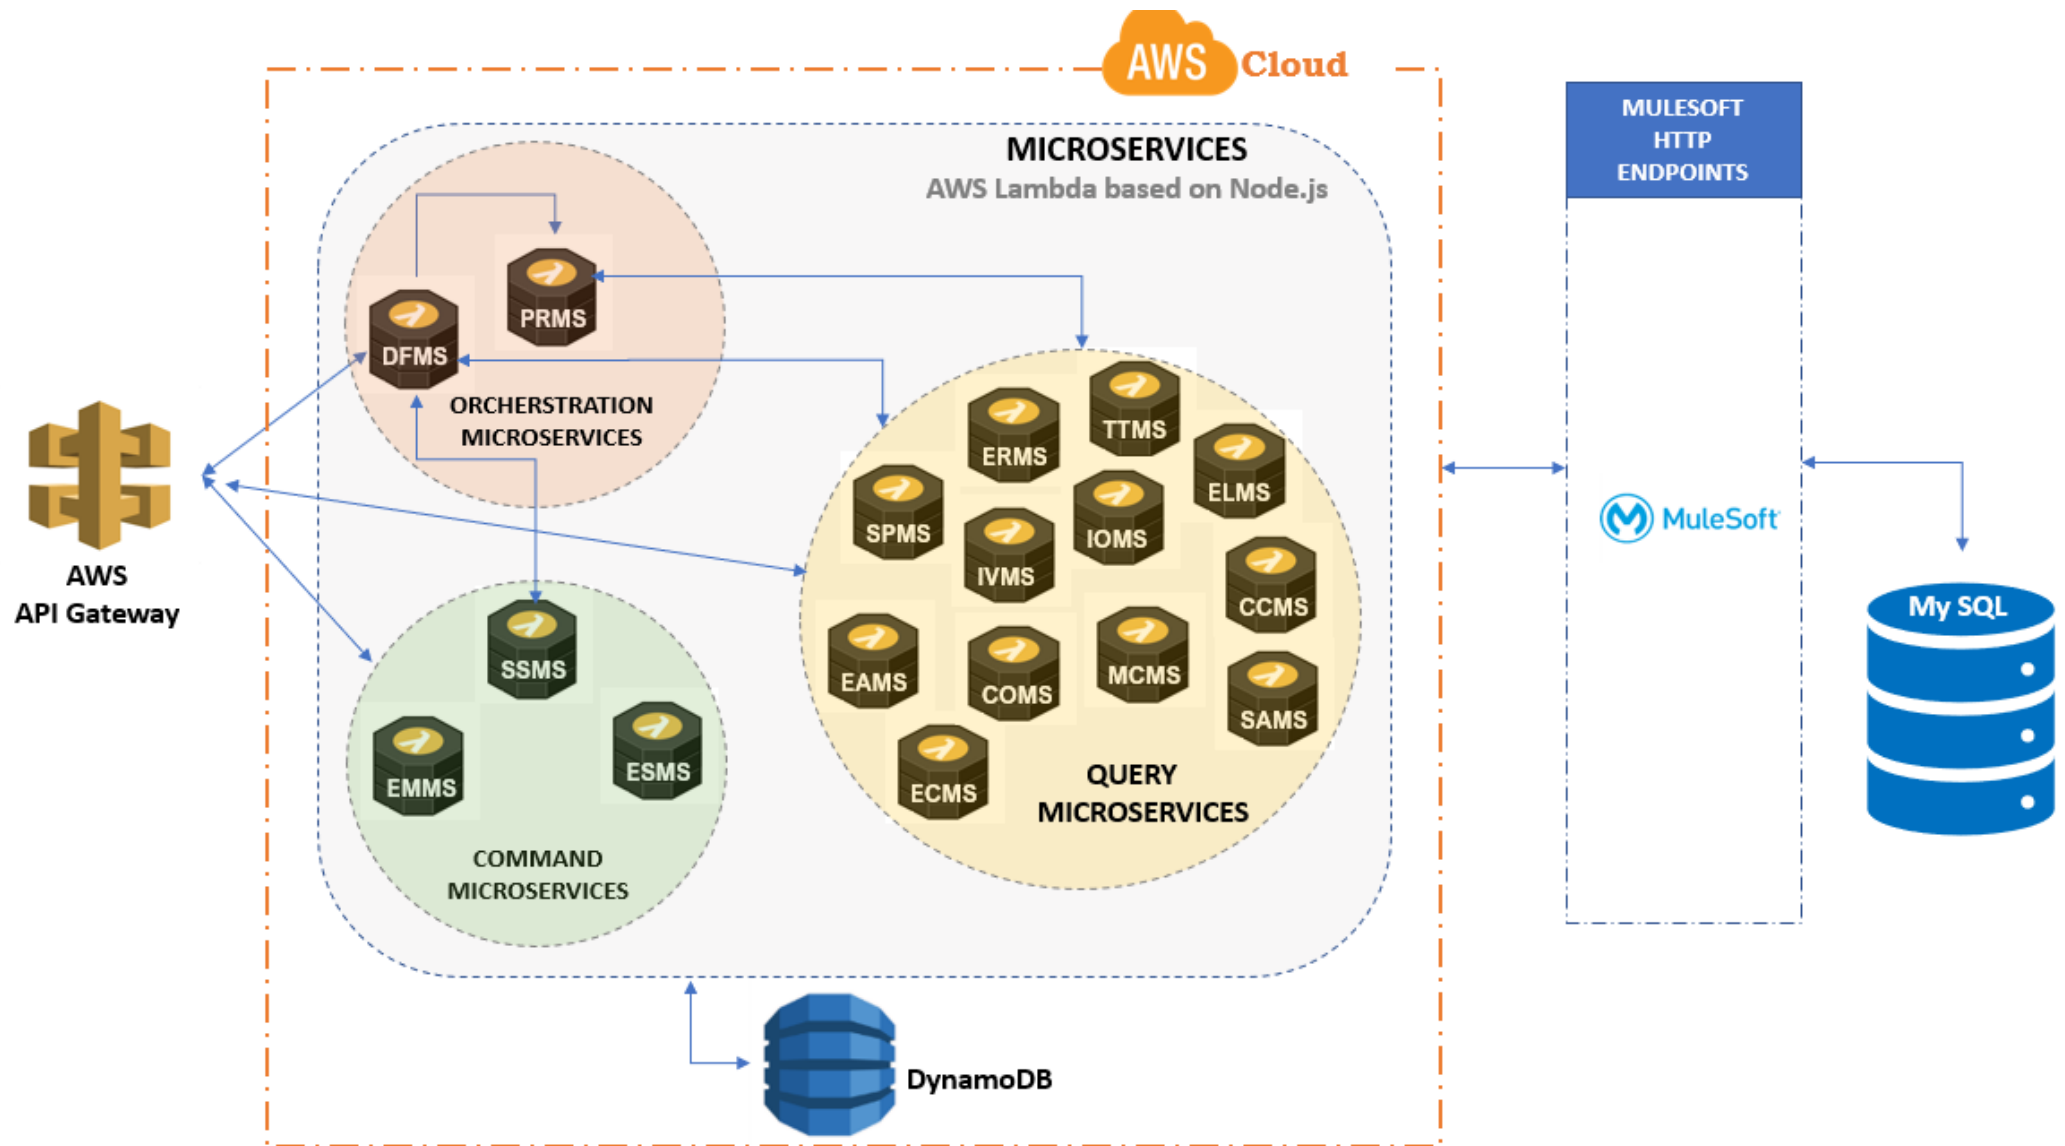 AWS Cloud
MULESOFT
HTTP
ENDPOINTS
MICROSERVICES
AWS Lambda based on Node.js
PRMS
DFMS
ORCHERSTRATION
MICROSERVICES
AWS
API Gateway
TTMS
ERMS
ELMS
SPMS
IOMS
IVMS
CCMS
EAMS
COMS
MCMS
SAMS
ECMS
QUERY
MICROSERVICES
SSMS
EMMS
ESMS
COMMAND
MICROSERVICES
MuleSoft
My SQL
DynamoDB